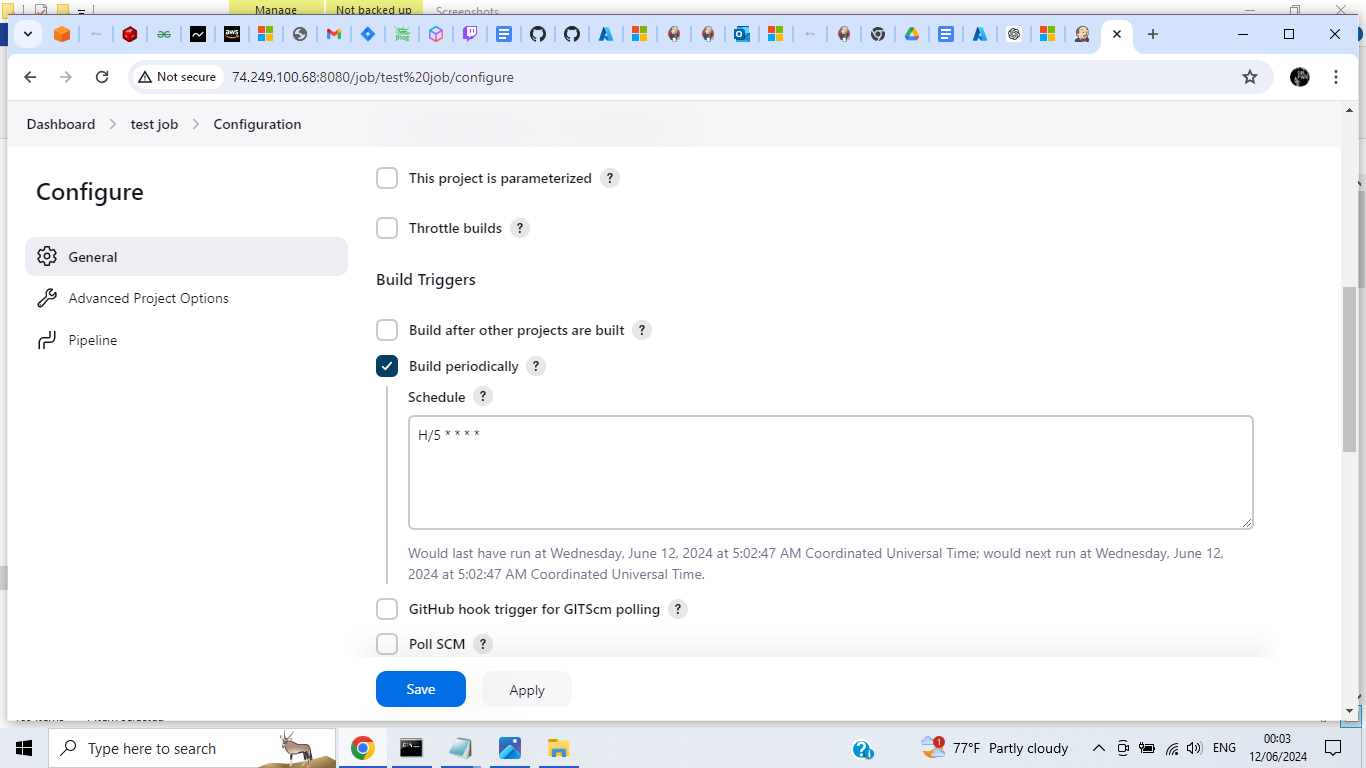 Manage
Not backed up
Screenshots
aws
Not secure
74.249.100.68:8080/job/test%20job/configure
Dashboard
test job
Configuration
Configure
General
Advanced Project Options
Pipeline
This project is parameterized ?
Throttle builds ?
Build Triggers
Build after other projects are built ?
Build periodically ?
Schedule ?
H/5 * * * *
Would last have run at Wednesday, June 12, 2024 at 5:02:47 AM Coordinated Universal Time; would next run at Wednesday, June 12,
2024 at 5:02:47 AM Coordinated Universal Time.
GitHub hook trigger for GITScm polling ?
Poll SCM ?
Save
Apply
Type here to search
1
77°F Partly cloudy
ENG
00:03
12/06/2024